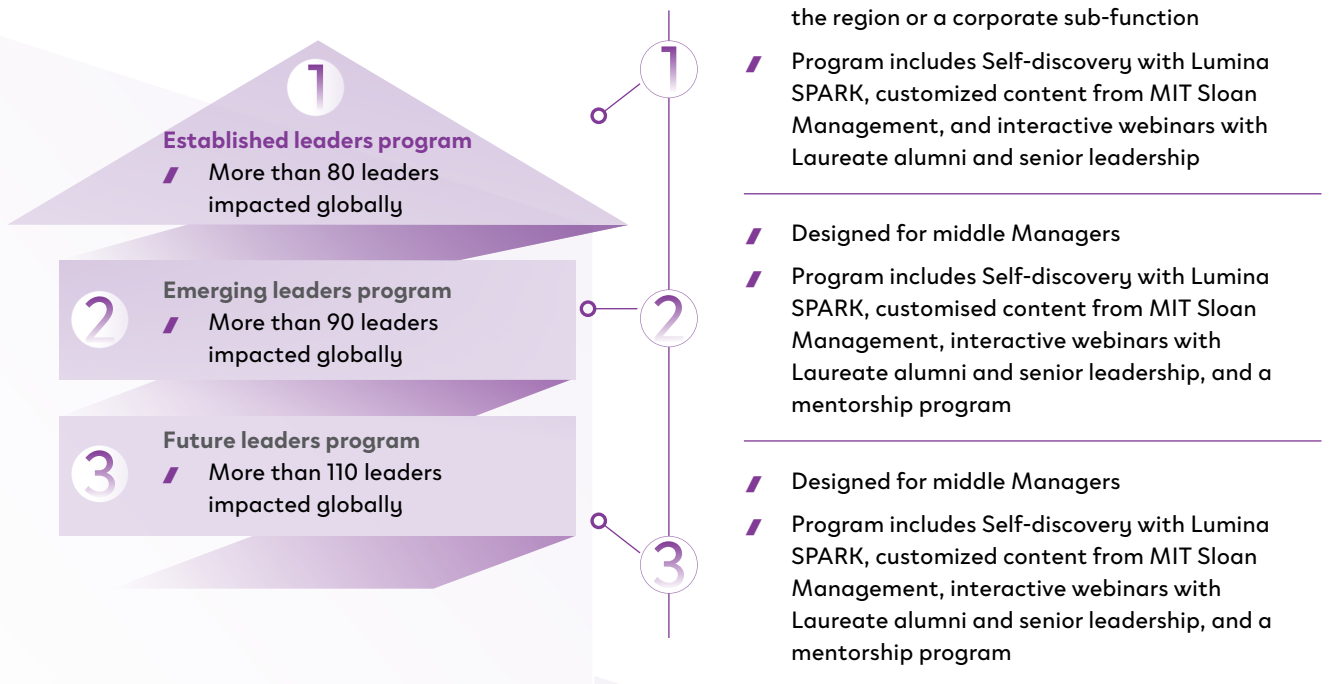 1
Established leaders program
More than 80 leaders
impacted globally
2
Emerging leaders program
More than 90 leaders
impacted globally
3
Future leaders program
More than 110 leaders
impacted globally
1
the region or a corporate sub-function
Program includes Self-discovery with Lumina
SPARK, customized content from MIT Sloan
Management, and interactive webinars with
Laureate alumni and senior leadership
2
Designed for middle Managers
Program includes Self-discovery with Lumina
SPARK, customised content from MIT Sloan
Management, interactive webinars with
Laureate alumni and senior leadership, and a
mentorship program
3
Designed for middle Managers
Program includes Self-discovery with Lumina
SPARK, customized content from MIT Sloan
Management, interactive webinars with
Laureate alumni and senior leadership, and a
mentorship program